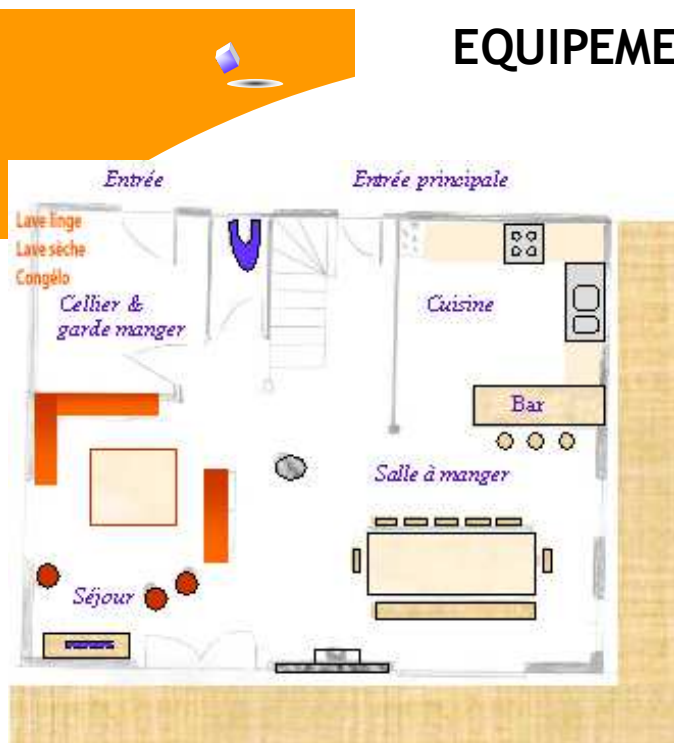 EQUIPEME
Entrée
Entrée principale
Lave linge
Lave sèche
Congélo
Cellier &
garde manger
Cuisine
Bar
Salle à manger
Séjour